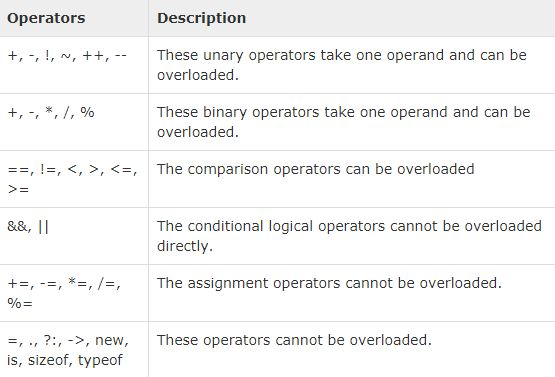 Operators Description
+, -, !, ~, ++, -- These unary operators take one operand and can be
overloaded.
+, -, *, /, % These binary operators take one operand and can be
overloaded.
==, !=, <, >, <=, The comparison operators can be overloaded
>=
&&, || The conditional logical operators cannot be overloaded
directly.
+=, -=, *=, /=, The assignment operators cannot be overloaded.
%=
=, ., ?:, ->, new, These operators cannot be overloaded.
is, sizeof, typeof